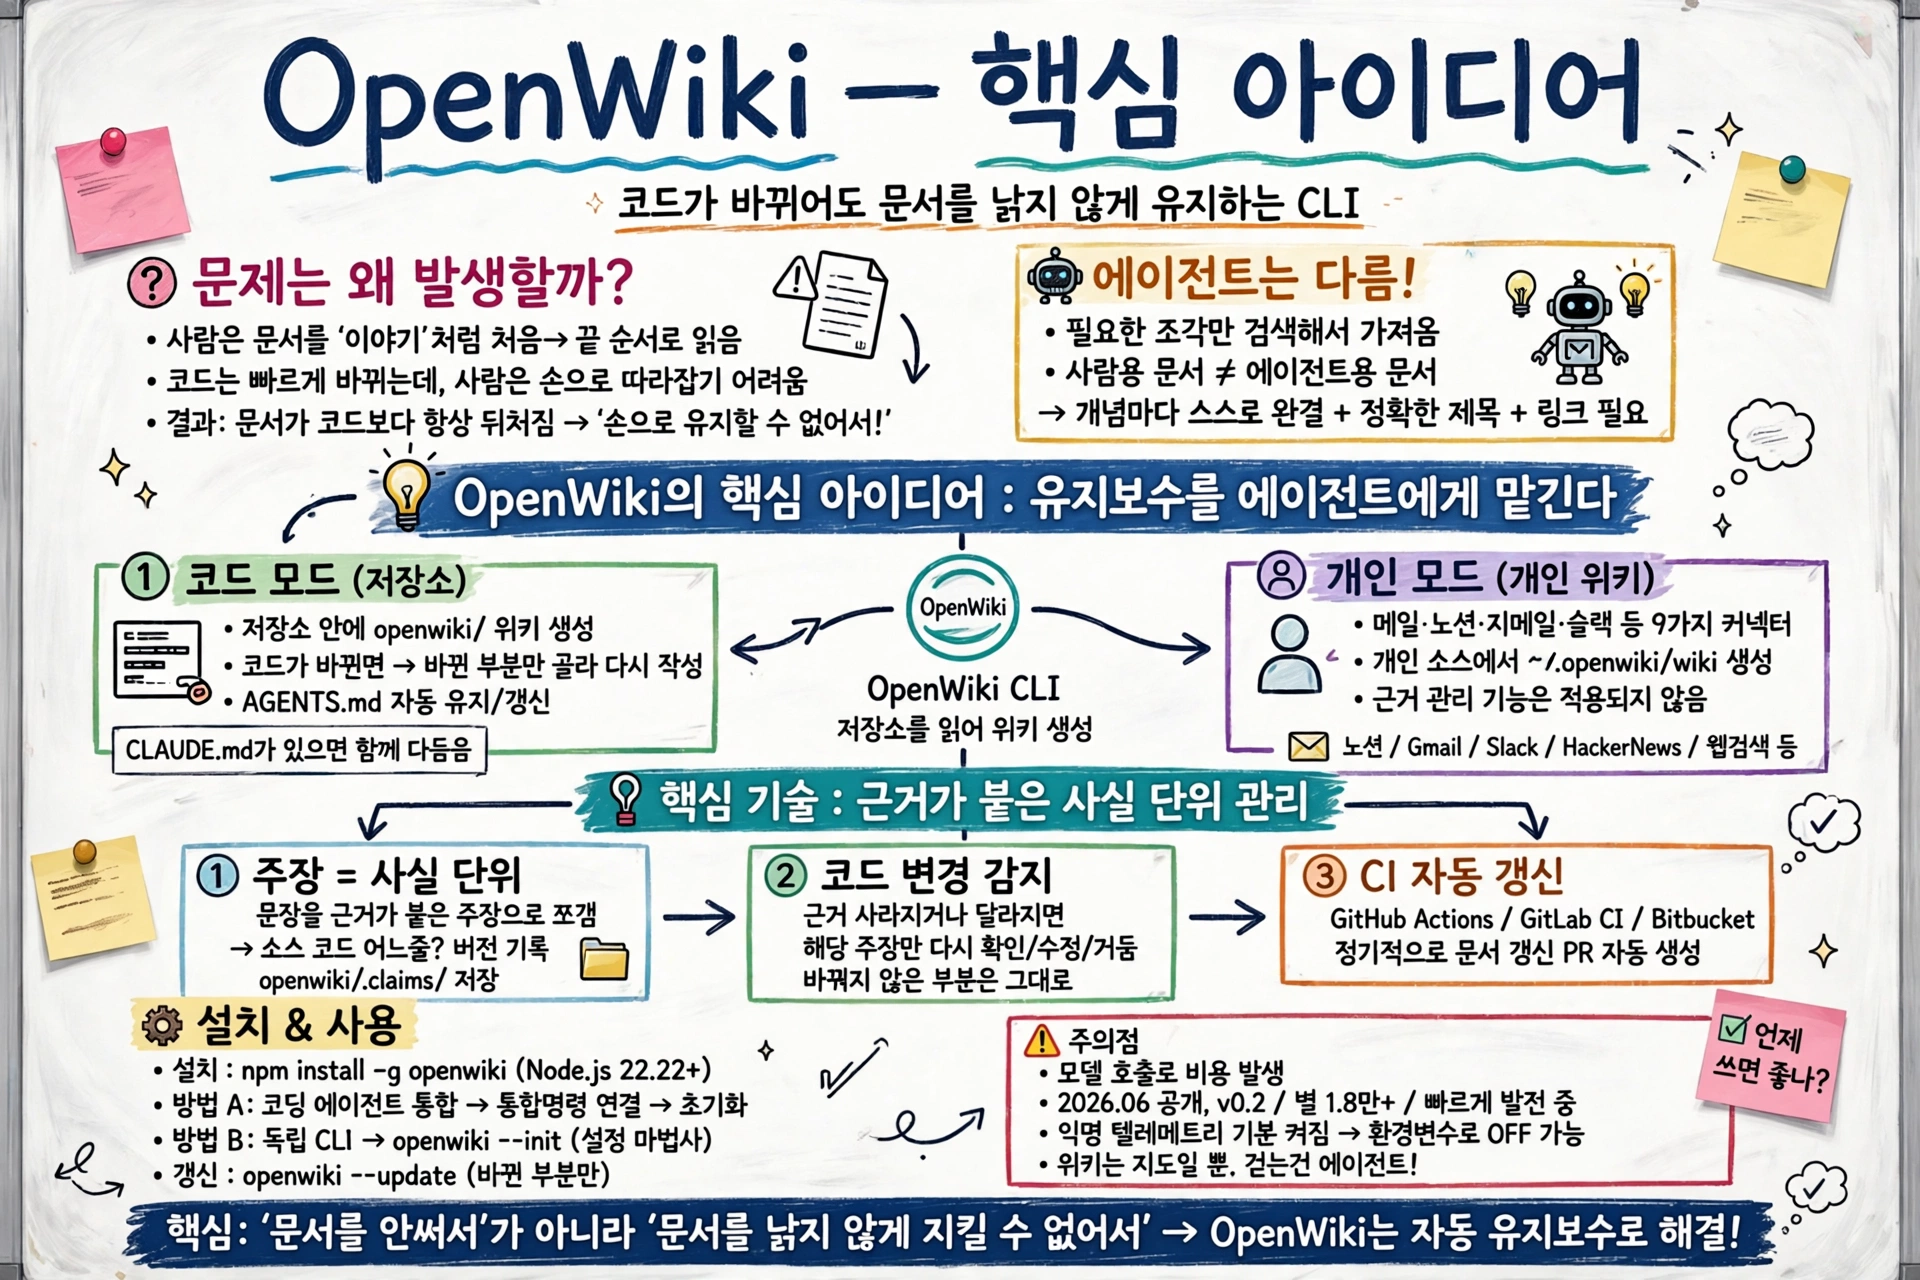 OpenWiki — 핵심 아이디어
코드가 바뀌어도 문서를 낡지 않게 유지하는 CLI
? 문제는 왜 발생할까?
• 사람은 문서를 ‘이야기’처럼 처음→ 끝 순서로 읽음
• 코드는 빠르게 바뀌는데, 사람은 손으로 따라잡기 어려움
• 결과: 문서가 코드보다 항상 뒤처짐 → ‘손으로 유지할 수 없어서!’
에이전트는 다름!
• 필요한 조각만 검색해서 가져옴
• 사람용 문서 ≠ 에이전트용 문서
→ 개념마다 스스로 완결 + 정확한 제목 + 링크 필요
OpenWiki의 핵심 아이디어 : 유지보수를 에이전트에게 맡긴다
1 코드 모드 (저장소)
• 저장소 안에 openwiki/ 위키 생성
• 코드가 바뀐면 → 바뀐 부분만 골라 다시 작성
• AGENTS.md 자동 유지/갱신
CLAUDE.md가 있으면 함께 다듬음
OpenWiki
OpenWiki CLI
저장소를 읽어 위키 생성
개인 모드 (개인 위키)
• 메일·노션·지메일·슬랙 등 9가지 커넥터
• 개인 소스에서 ~/.openwiki/wiki 생성
• 근거 관리 기능은 적용되지 않음
노션 / Gmail / Slack / HackerNews / 웹검색 등
핵심 기술 : 근거가 붙은 사실 단위 관리
1 주장 = 사실 단위
문장을 근거가 붙은 주장으로 쪼갬
→ 소스 코드 어느줄? 버전 기록
openwiki/.claims/ 저장
2 코드 변경 감지
근거 사라지거나 달라지면
해당 주장만 다시 확인/수정/거둠
바꿔지 않은 부분은 그대로
3 CI 자동 갱신
GitHub Actions / GitLab CI / Bitbucket
정기적으로 문서 갱신 PR 자동 생성
설치 & 사용
• 설치 : npm install -g openwiki (Node.js 22.22+)
• 방법 A: 코딩 에이전트 통합 → 통합명령 연결 → 초기화
• 방법 B: 독립 CLI → openwiki --init (설정 마법사)
• 갱신 : openwiki --update (바뀐 부분만)
주의점
• 모델 호출로 비용 발생
• 2026.06 공개, v0.2 / 별 1.8만+ / 빠르게 발전 중
• 익명 텔레메트리 기분 켜짐 → 환경변수로 OFF 가능
• 위키는 지도일 뿐. 걷는건 에이전트!
언제
쓰면 좋나?
핵심: ‘문서를 안써서’가 아니라 ‘문서를 낡지 않게 지킬 수 없어서’ → OpenWiki는 자동 유지보수로 해결!